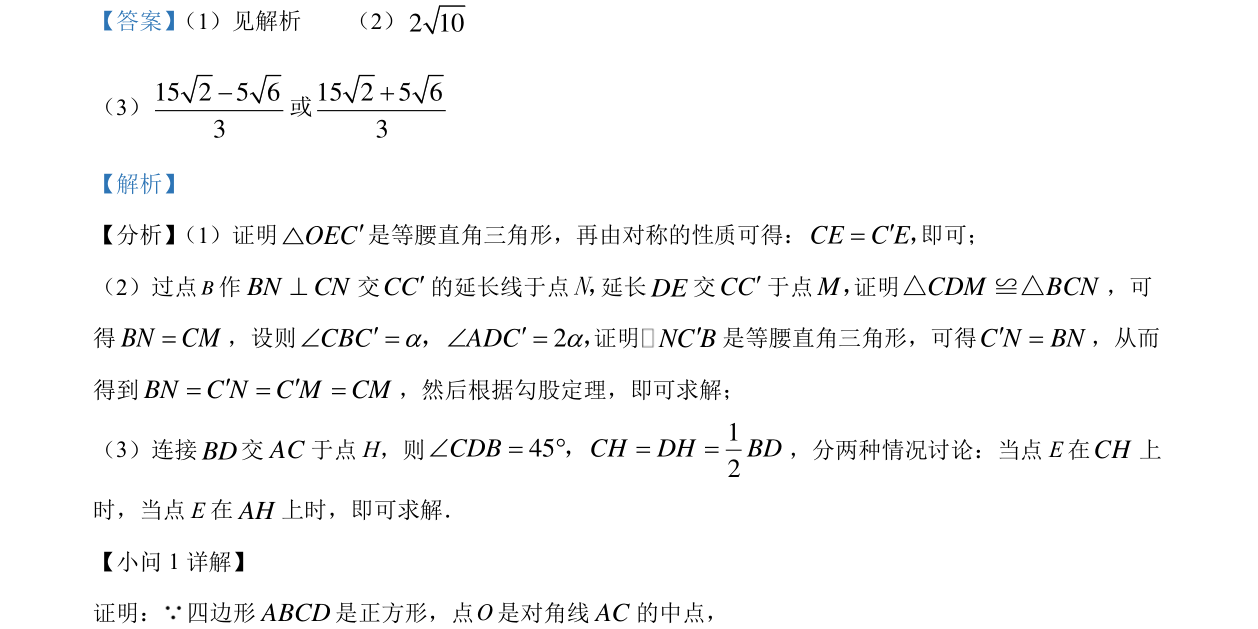 【答案】（1）见解析　　（2）2√10
（3）(15√2－5√6)/3 或 (15√2＋5√6)/3
【解析】
【分析】（1）证明△OEC′是等腰直角三角形，再由对称的性质可得：CE＝C′E，即可；
（2）过点B作BN⊥CN交CC′的延长线于点N，延长DE交CC′于点M，证明△CDM≌△BCN，可
得BN＝CM，设则∠CBC′＝α，∠ADC′＝2α，证明□NC′B是等腰直角三角形，可得C′N＝BN，从而
得到BN＝C′N＝C′M＝CM，然后根据勾股定理，即可求解；
（3）连接BD交AC于点H，则∠CDB＝45°，CH＝DH＝1/2BD，分两种情况讨论：当点E在CH上
时，当点E在AH上时，即可求解．
【小问1详解】
证明：∵四边形ABCD是正方形，点O是对角线AC的中点，